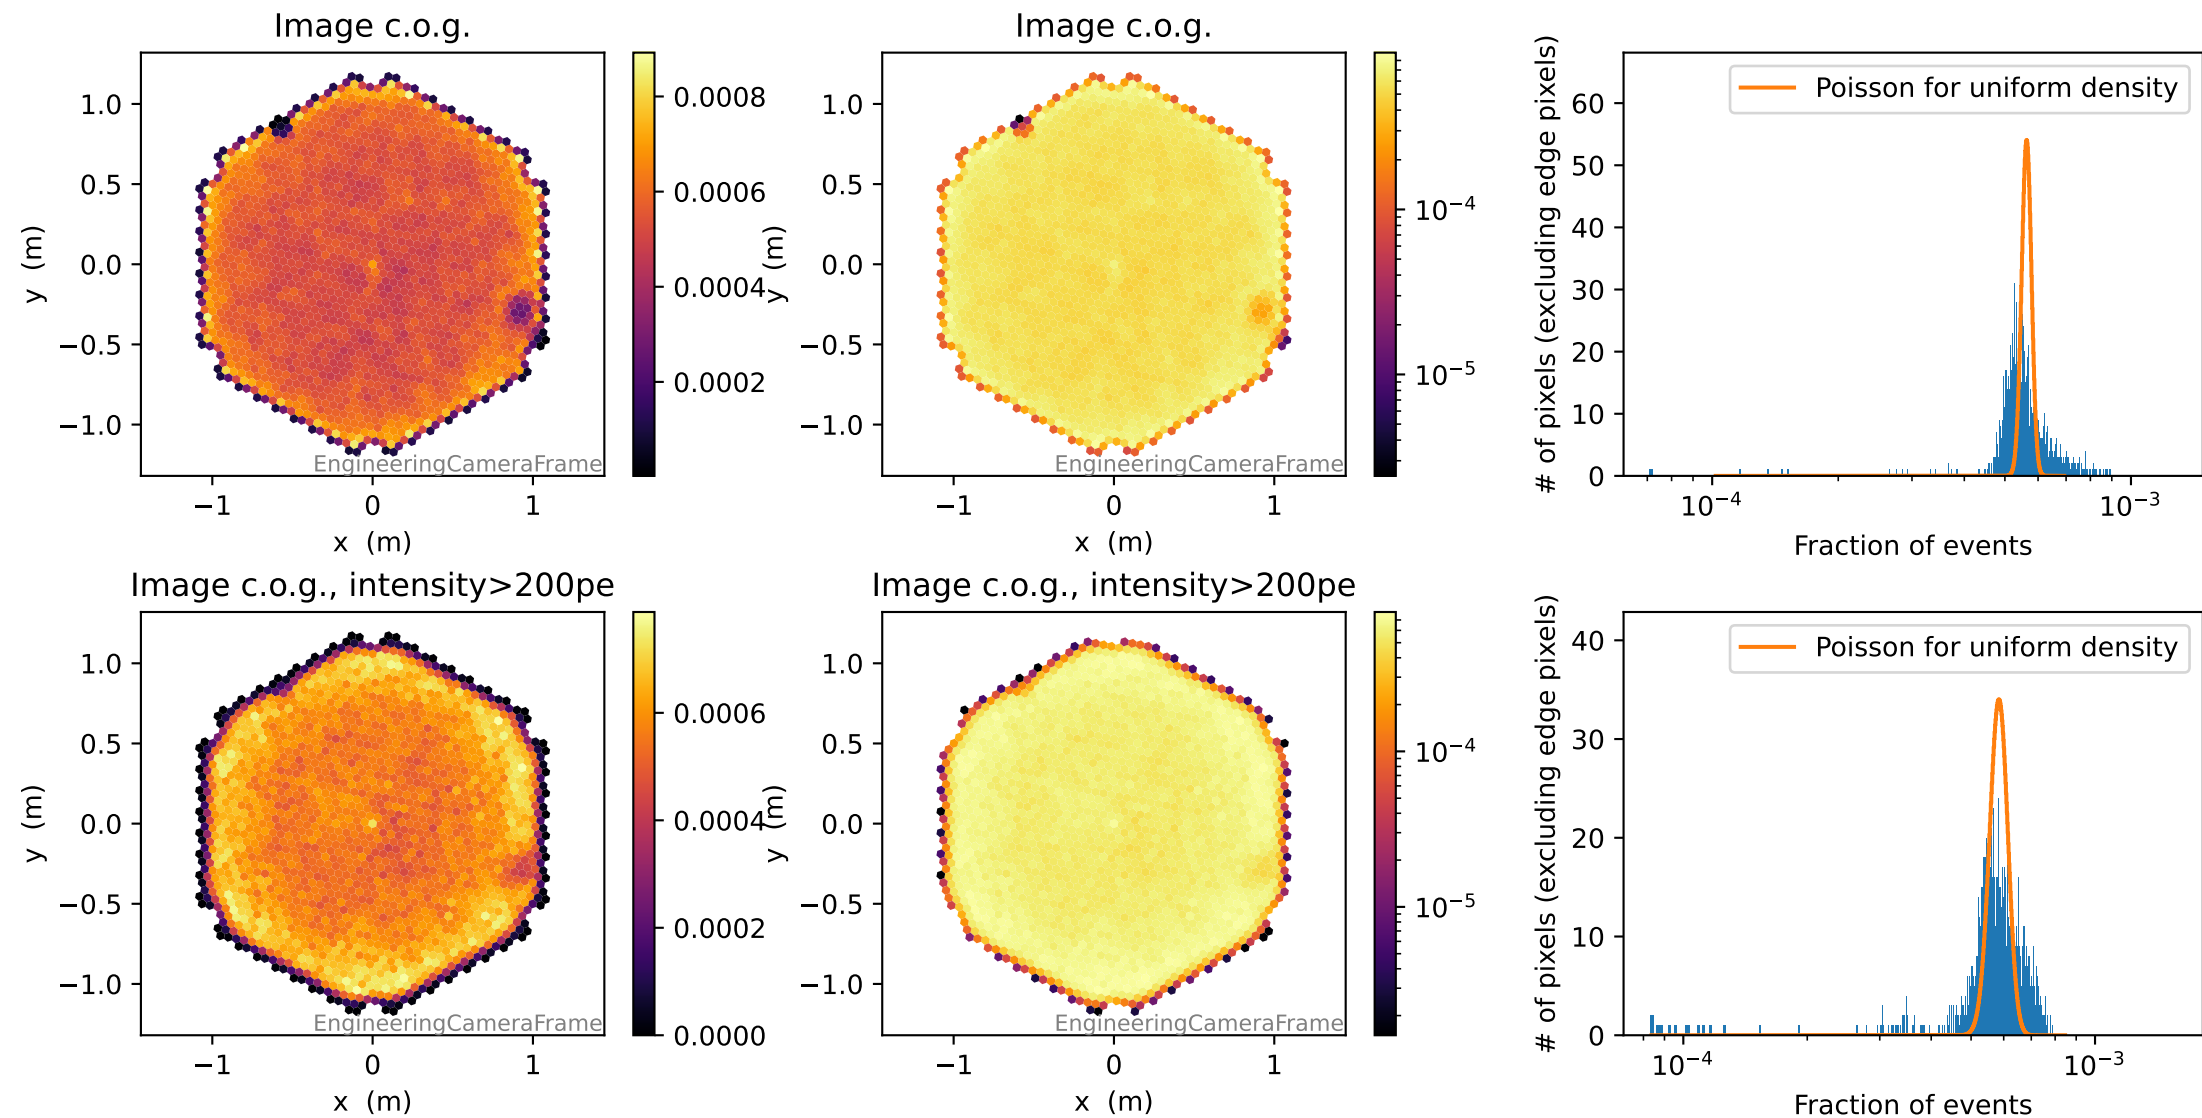 Image c.o.g.
1.0
0.5
0.0
−0.5
−1.0
y (m)
−1
0
1
x (m)
EngineeringCameraFrame
0.0008
0.0006
0.0004
0.0002
Image c.o.g.
1.0
0.5
0.0
−0.5
−1.0
y (m)
−1
0
1
x (m)
EngineeringCameraFrame
10⁻⁴
10⁻⁵
# of pixels (excluding edge pixels)
60
50
40
30
20
10
0
Poisson for uniform density
10⁻⁴
10⁻³
Fraction of events
Image c.o.g., intensity>200pe
1.0
0.5
0.0
−0.5
−1.0
y (m)
−1
0
1
x (m)
EngineeringCameraFrame
0.0006
0.0004
0.0002
0.0000
Image c.o.g., intensity>200pe
1.0
0.5
0.0
−0.5
−1.0
y (m)
−1
0
1
x (m)
EngineeringCameraFrame
10⁻⁴
10⁻⁵
# of pixels (excluding edge pixels)
40
30
20
10
0
Poisson for uniform density
10⁻⁴
10⁻³
Fraction of events